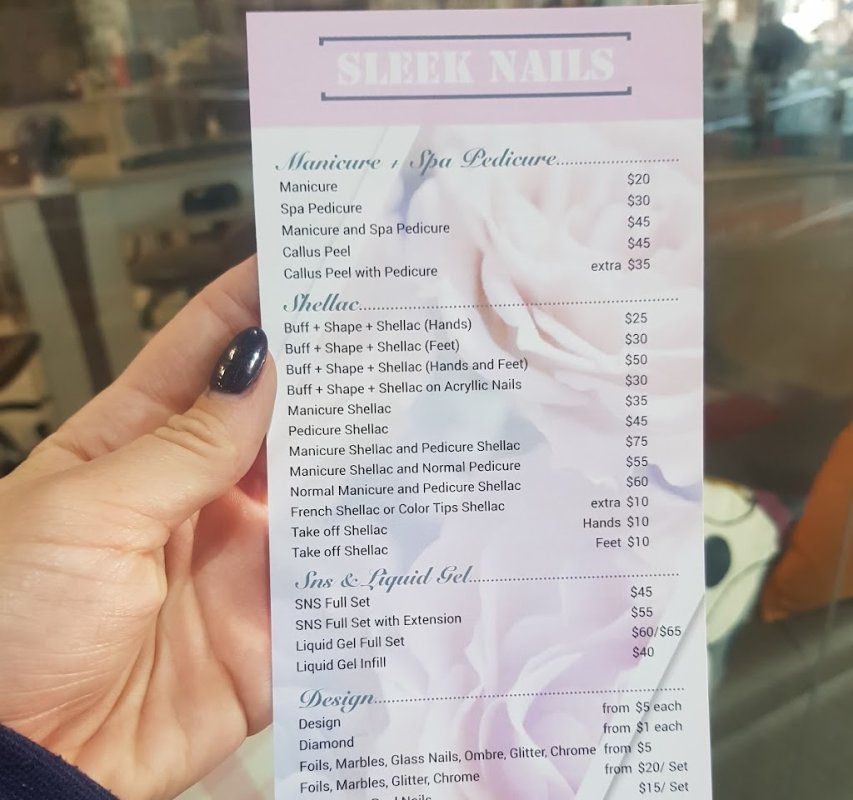 SLEEK NAILS
Manicure + Spa Pedicure
Manicure $20
Spa Pedicure $30
Manicure and Spa Pedicure $45
Callus Peel $45
Callus Peel with Pedicure extra $35
Shellac
Buff + Shape + Shellac (Hands) $25
Buff + Shape + Shellac (Feet) $30
Buff + Shape + Shellac (Hands and Feet) $50
Buff + Shape + Shellac on Acryllic Nails $30
Manicure Shellac $35
Pedicure Shellac $45
Manicure Shellac and Pedicure Shellac $75
Manicure Shellac and Normal Pedicure $55
Normal Manicure and Pedicure Shellac $60
French Shellac or Color Tips Shellac extra $10
Take off Shellac Hands $10
Take off Shellac Feet $10
Sns & Liquid Gel
SNS Full Set $45
SNS Full Set with Extension $55
Liquid Gel Full Set $60/$65
Liquid Gel Infill $40
Design
Design from $5 each
Diamond from $1 each
Foils, Marbles, Glass Nails, Ombre, Glitter, Chrome from $5
Foils, Marbles, Glitter, Chrome from $20/ Set
Nails $15/ Set